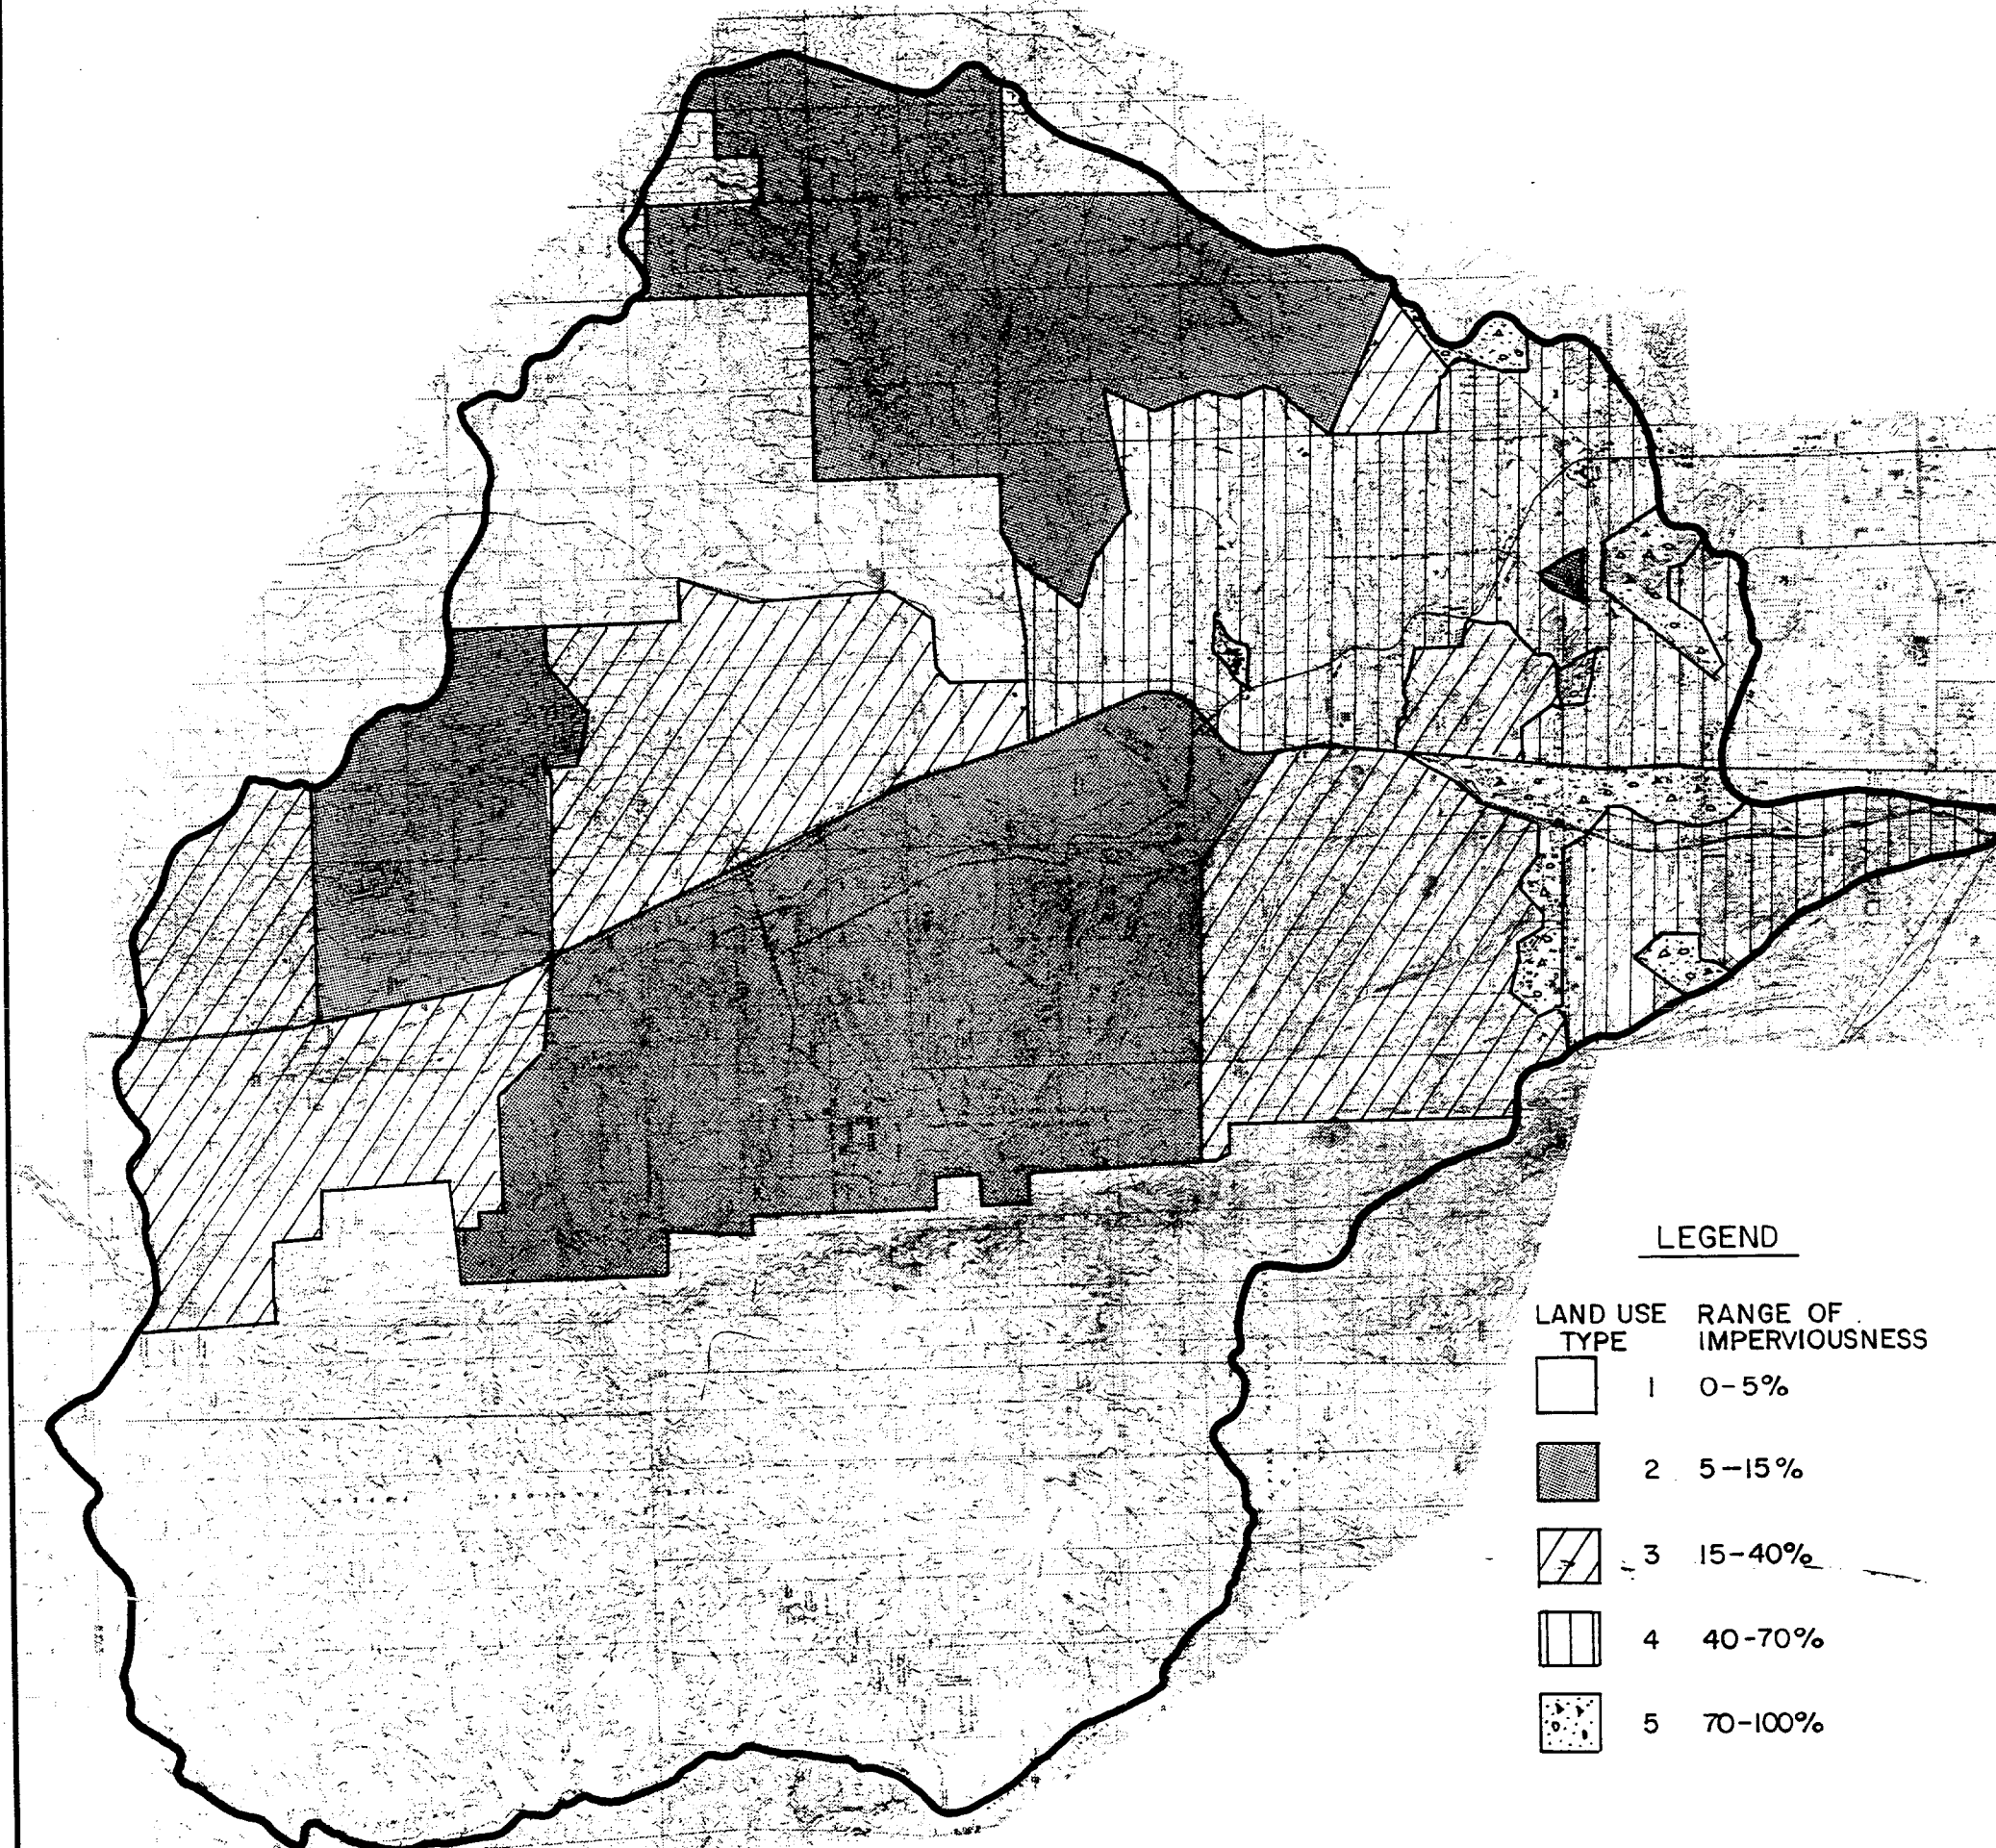 LEGEND
LAND USE TYPE RANGE OF IMPERVIOUSNESS
1 0-5%
2 5-15%
3 15-40%
4 40-70%
5 70-100%